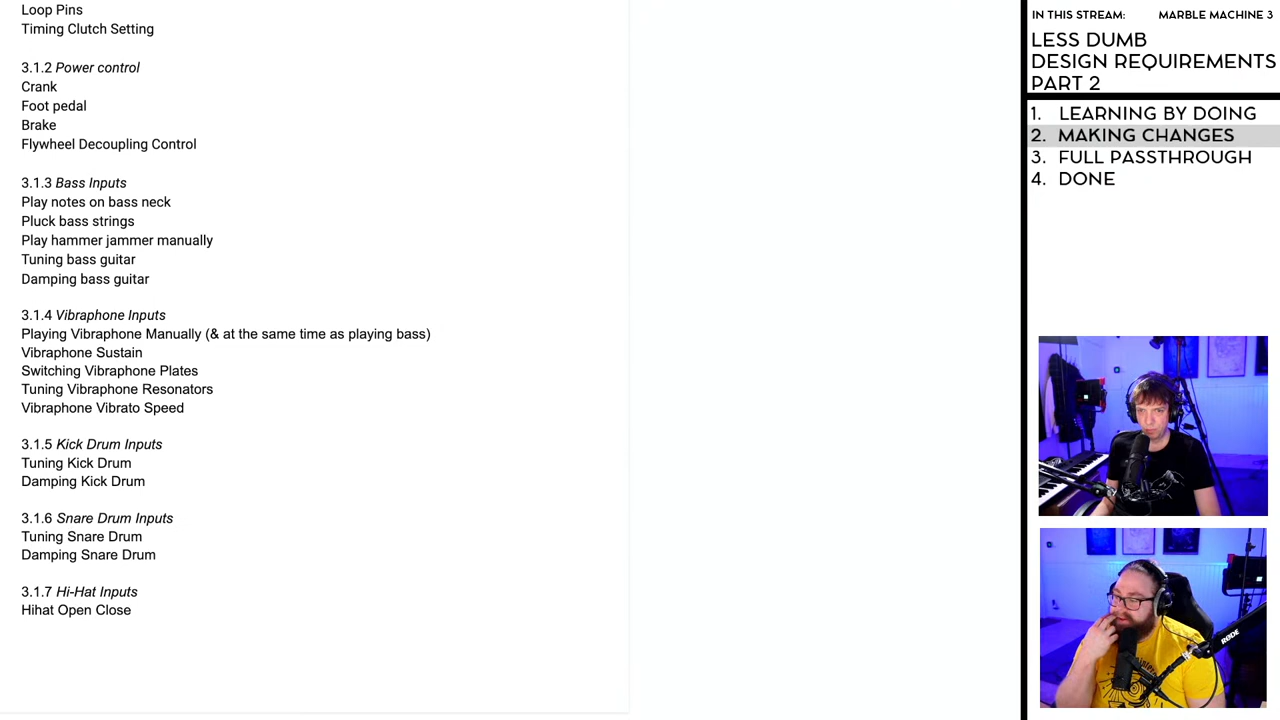 Loop Pins
Timing Clutch Setting
3.1.2 Power control
Crank
Foot pedal
Brake
Flywheel Decoupling Control
3.1.3 Bass Inputs
Play notes on bass neck
Pluck bass strings
Play hammer jammer manually
Tuning bass guitar
Damping bass guitar
3.1.4 Vibraphone Inputs
Playing Vibraphone Manually (& at the same time as playing bass)
Vibraphone Sustain
Switching Vibraphone Plates
Tuning Vibraphone Resonators
Vibraphone Vibrato Speed
3.1.5 Kick Drum Inputs
Tuning Kick Drum
Damping Kick Drum
3.1.6 Snare Drum Inputs
Tuning Snare Drum
Damping Snare Drum
3.1.7 Hi-Hat Inputs
Hihat Open Close
IN THIS STREAM: MARBLE MACHINE 3
LESS DUMB
DESIGN REQUIREMENTS
PART 2
1. LEARNING BY DOING
2. MAKING CHANGES
3. FULL PASSTHROUGH
4. DONE
RODE